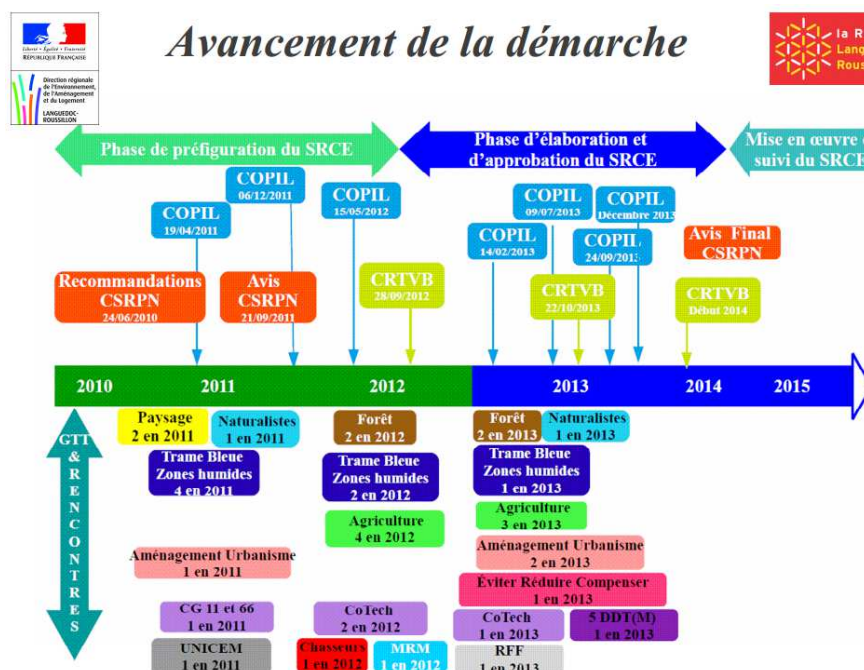 Avancement de la démarche
Liberté • Égalité • Fraternité
RÉPUBLIQUE FRANÇAISE
Direction régionale
de l'Environnement,
de l'Aménagement
et du Logement
LANGUEDOC-
ROUSSILLON
la R
Lang
Rous
Phase de préfiguration du SRCE
Phase d'élaboration et
d'approbation du SRCE
Mise en œuvre
suivi du SRCE
COPIL
19/04/2011
COPIL
06/12/2011
COPIL
15/05/2012
COPIL
14/02/2013
COPIL
09/07/2013
COPIL
24/09/2013
COPIL
Décembre 2013
Avis Final
CSRPN
Recommandations
CSRPN
24/06/2010
Avis
CSRPN
21/09/2011
CRTVB
28/09/2012
CRTVB
22/10/2013
CRTVB
Début 2014
2010 2011 2012 2013 2014 2015
GTT & RENCONTRES
Paysage
2 en 2011
Naturalistes
1 en 2011
Forêt
2 en 2012
Forêt
2 en 2013
Naturalistes
1 en 2013
Trame Bleue
Zones humides
4 en 2011
Trame Bleue
Zones humides
2 en 2012
Trame Bleue
Zones humides
1 en 2013
Agriculture
4 en 2012
Agriculture
3 en 2013
Aménagement Urbanisme
1 en 2011
Aménagement Urbanisme
2 en 2013
Éviter Réduire Compenser
1 en 2013
CG 11 et 66
1 en 2011
CoTech
2 en 2012
CoTech
1 en 2013
5 DDT(M)
1 en 2013
UNICEM
1 en 2011
Chasseurs
1 en 2012
MRM
1 en 2012
RFF
1 en 2013